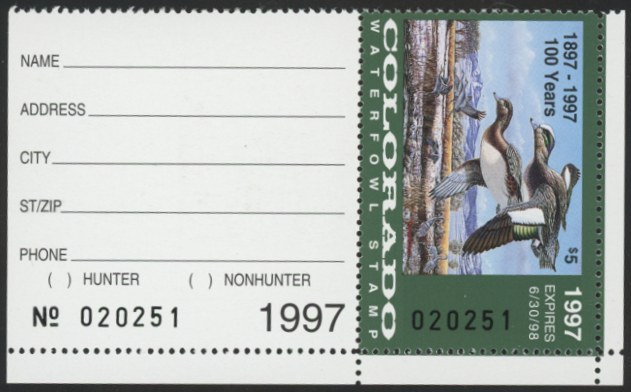 NAME
ADDRESS
CITY
ST/ZIP
PHONE
( ) HUNTER ( ) NONHUNTER
Nº 020251 1997
COLORADO
WATERFOWL STAMP
1897 - 1997
100 Years
$5
1997
EXPIRES
6/30/98
020251